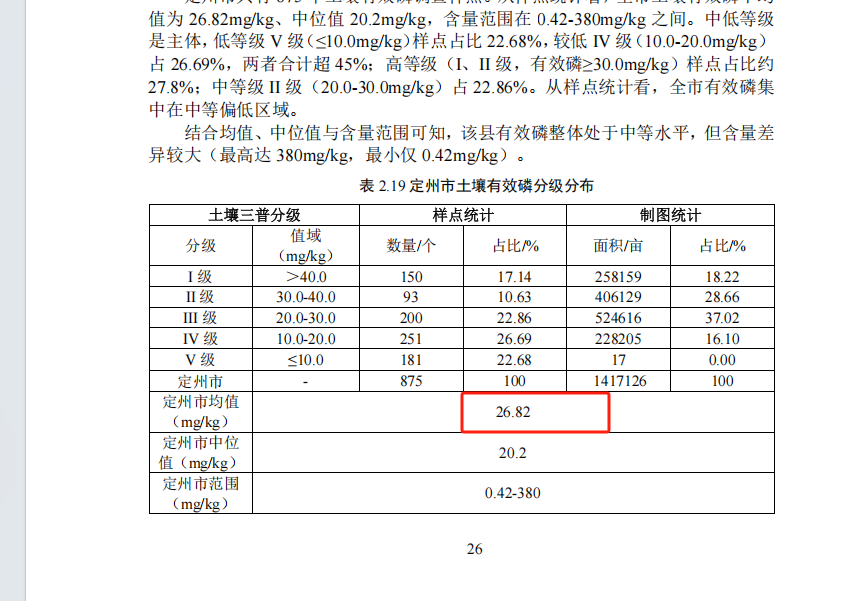 值为 26.82mg/kg、中位值 20.2mg/kg，含量范围在 0.42-380mg/kg 之间。中低等级
是主体，低等级 V 级（≤10.0mg/kg）样点占比 22.68%，较低 IV 级（10.0-20.0mg/kg）
占 26.69%，两者合计超 45%；高等级（I、II 级，有效磷≥30.0mg/kg）样点占比约
27.8%；中等级 II 级（20.0-30.0mg/kg）占 22.86%。从样点统计看，全市有效磷集
中在中等偏低区域。
结合均值、中位值与含量范围可知，该县有效磷整体处于中等水平，但含量差
异较大（最高达 380mg/kg，最小仅 0.42mg/kg）。
表 2.19 定州市土壤有效磷分级分布
土壤三普分级 样点统计 制图统计
分级 值域（mg/kg） 数量/个 占比/% 面积/亩 占比/%
I 级 ＞40.0 150 17.14 258159 18.22
II 级 30.0-40.0 93 10.63 406129 28.66
III 级 20.0-30.0 200 22.86 524616 37.02
IV 级 10.0-20.0 251 26.69 228205 16.10
V 级 ≤10.0 181 22.68 17 0.00
定州市 - 875 100 1417126 100
定州市均值（mg/kg） 26.82
定州市中位值（mg/kg） 20.2
定州市范围（mg/kg） 0.42-380
26